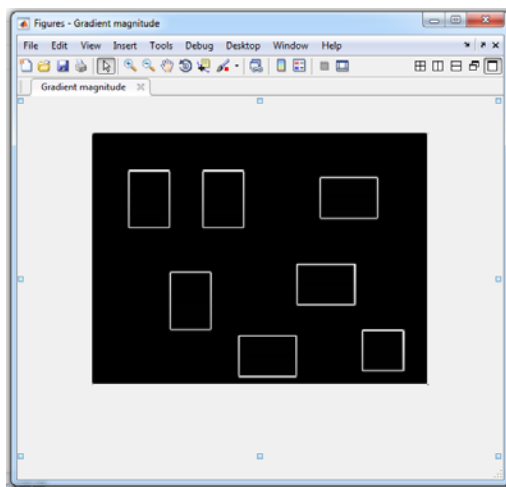 Figures - Gradient magnitude
File Edit View Insert Tools Debug Desktop Window Help
Gradient magnitude